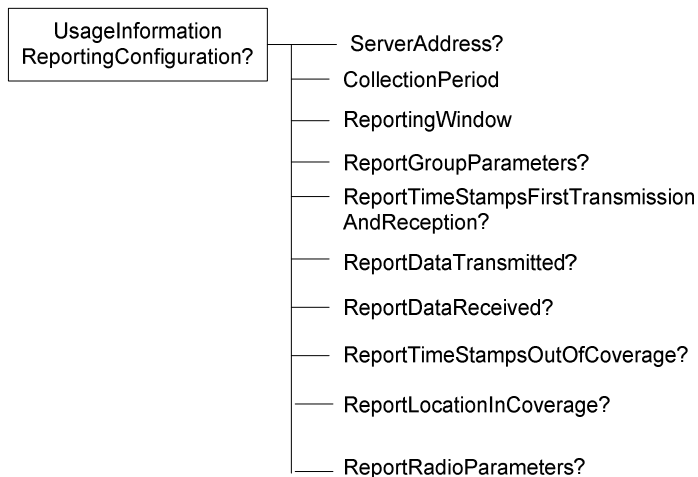 UsageInformation
ReportingConfiguration?
ServerAddress?
CollectionPeriod
ReportingWindow
ReportGroupParameters?
ReportTimeStampsFirstTransmission
AndReception?
ReportDataTransmitted?
ReportDataReceived?
ReportTimeStampsOutOfCoverage?
ReportLocationInCoverage?
ReportRadioParameters?